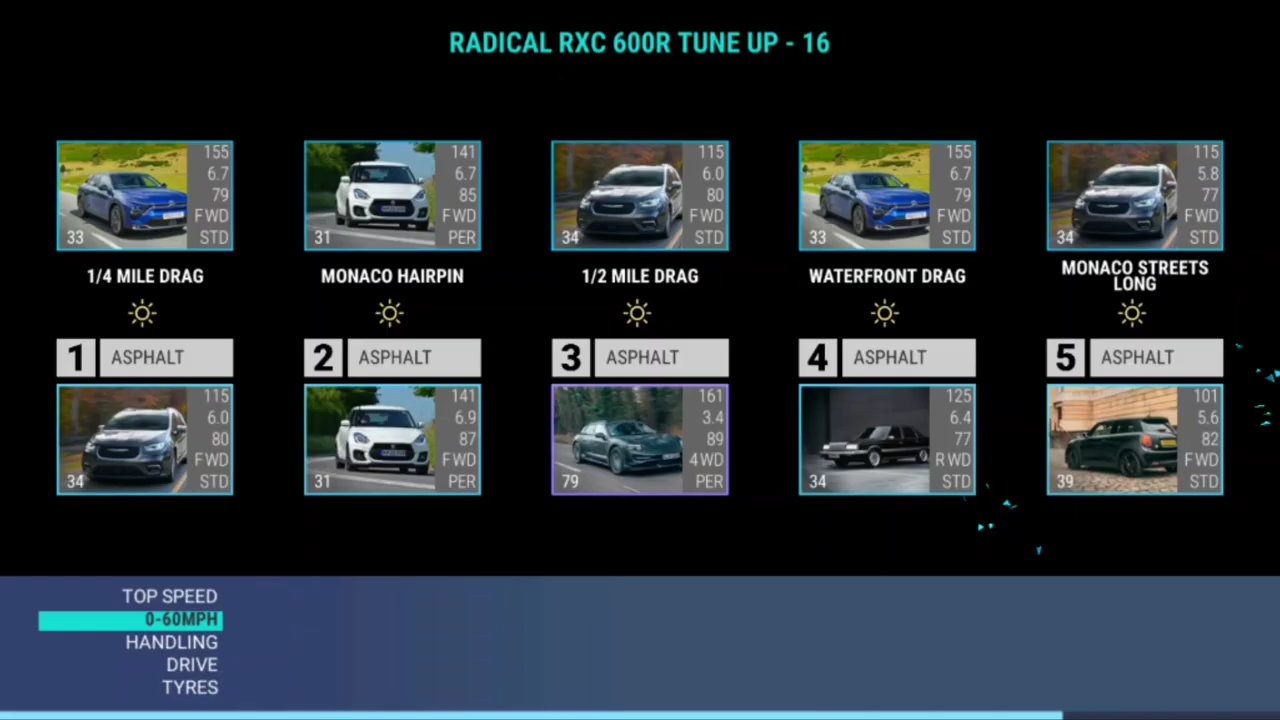 RADICAL RXC 600R TUNE UP - 16
155
6.7
79
FWD
33 STD
141
6.7
85
FWD
31 PER
115
6.0
80
FWD
34 STD
155
6.7
79
FWD
33 STD
115
5.8
77
FWD
34 STD
1/4 MILE DRAG
MONACO HAIRPIN
1/2 MILE DRAG
WATERFRONT DRAG
MONACO STREETS
LONG
1 ASPHALT
2 ASPHALT
3 ASPHALT
4 ASPHALT
5 ASPHALT
115
6.0
80
FWD
34 STD
141
6.9
87
FWD
31 PER
161
3.4
89
4WD
79 PER
125
6.4
77
RWD
34 STD
101
5.6
82
FWD
39 STD
TOP SPEED
0-60MPH
HANDLING
DRIVE
TYRES